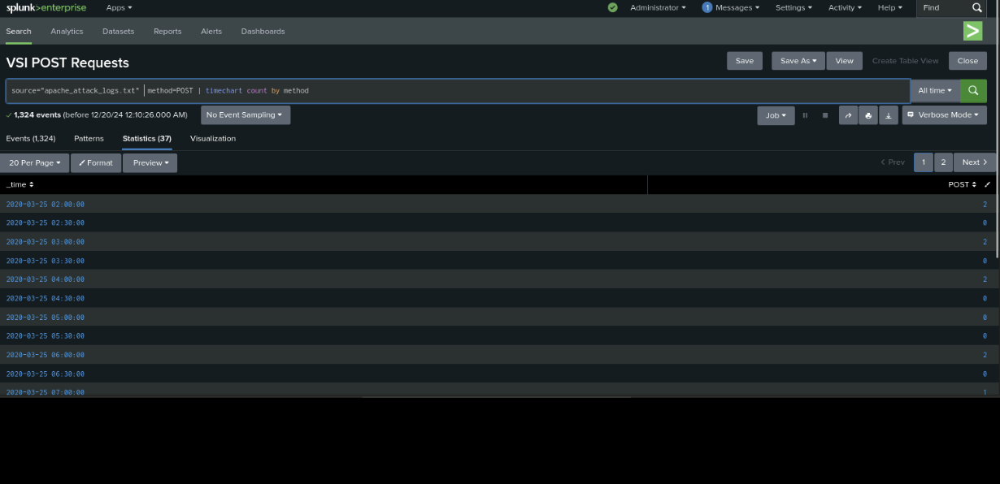 splunk>enterprise Apps Administrator 1 Messages Settings Activity Help Find
Search Analytics Datasets Reports Alerts Dashboards >
VSI POST Requests Save Save As View Create Table View Close
source="apache_attack_logs.txt" method=POST | timechart count by method All time
1,324 events (before 12/20/24 12:10:26.000 AM) No Event Sampling Job Verbose Mode
Events (1,324) Patterns Statistics (37) Visualization
20 Per Page Format Preview < Prev 1 2 Next >
_time POST
2020-03-25 02:00:00 2
2020-03-25 02:30:00 0
2020-03-25 03:00:00 2
2020-03-25 03:30:00 0
2020-03-25 04:00:00 2
2020-03-25 04:30:00 0
2020-03-25 05:00:00 0
2020-03-25 05:30:00 0
2020-03-25 06:00:00 2
2020-03-25 06:30:00 0
2020-03-25 07:00:00 1